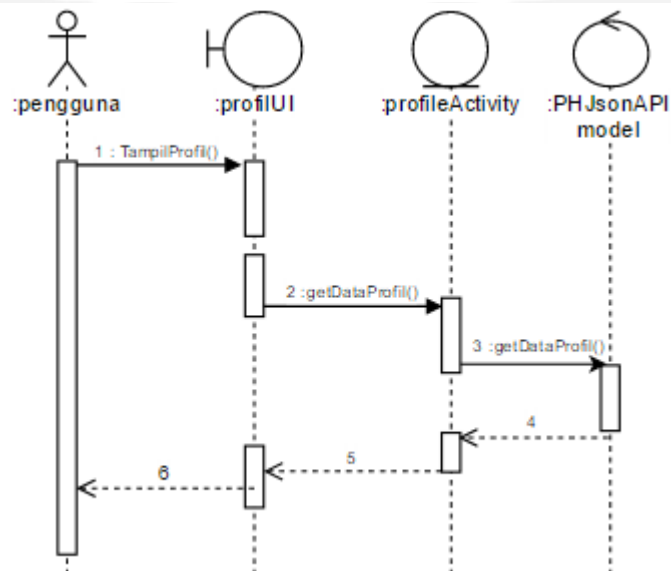 :pengguna
:profilUI
:profileActivity
:PHJsonAPI
model
1 : TampilProfil()
2 :getDataProfil()
3 :getDataProfil()
4
5
6